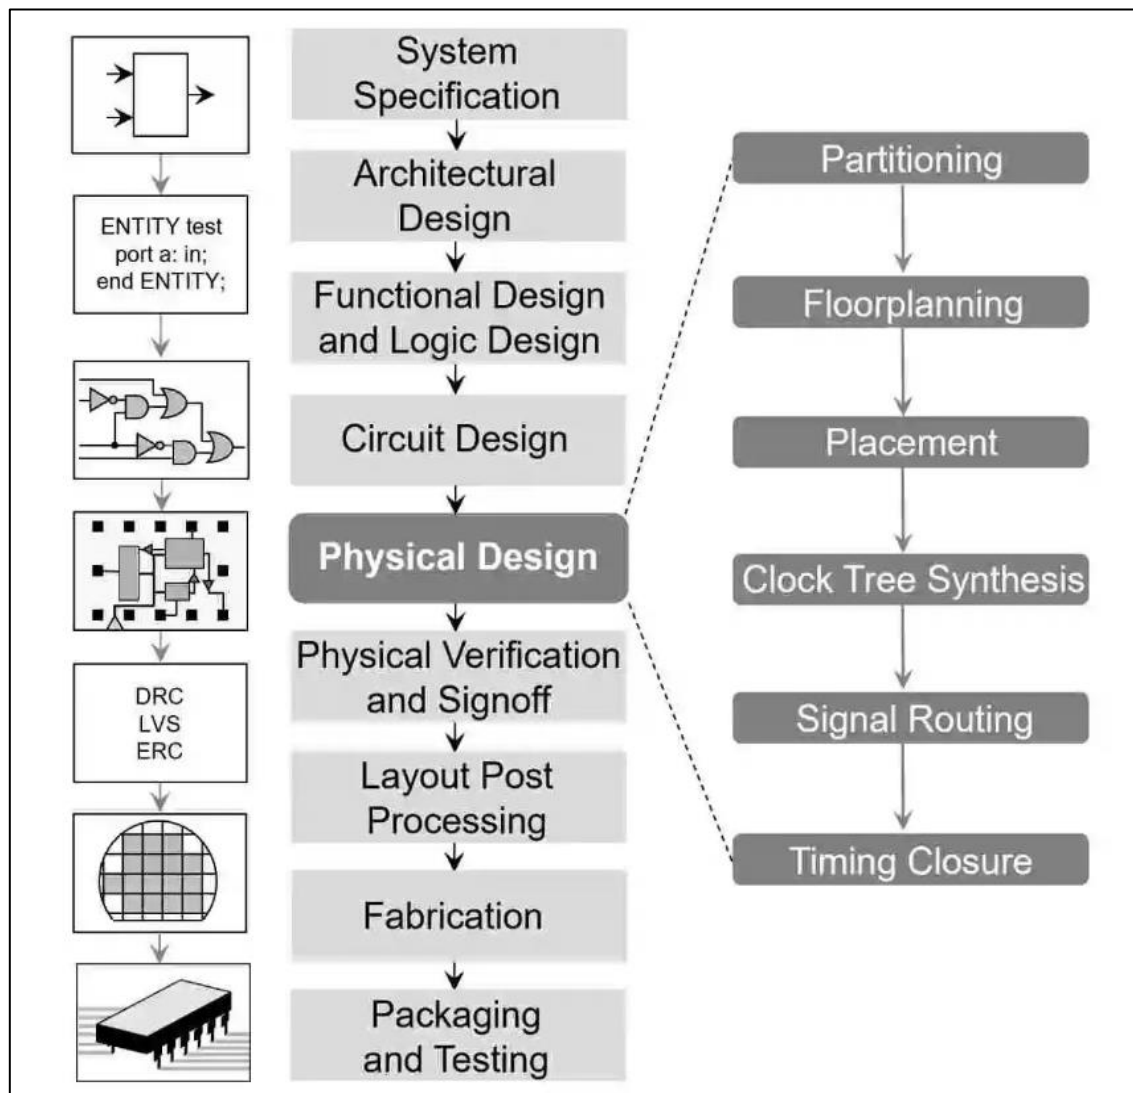 System
Specification
Architectural
Design
Functional Design
and Logic Design
Circuit Design
Physical Design
Physical Verification
and Signoff
Layout Post
Processing
Fabrication
Packaging
and Testing
ENTITY test
port a: in;
end ENTITY;
DRC
LVS
ERC
Partitioning
Floorplanning
Placement
Clock Tree Synthesis
Signal Routing
Timing Closure